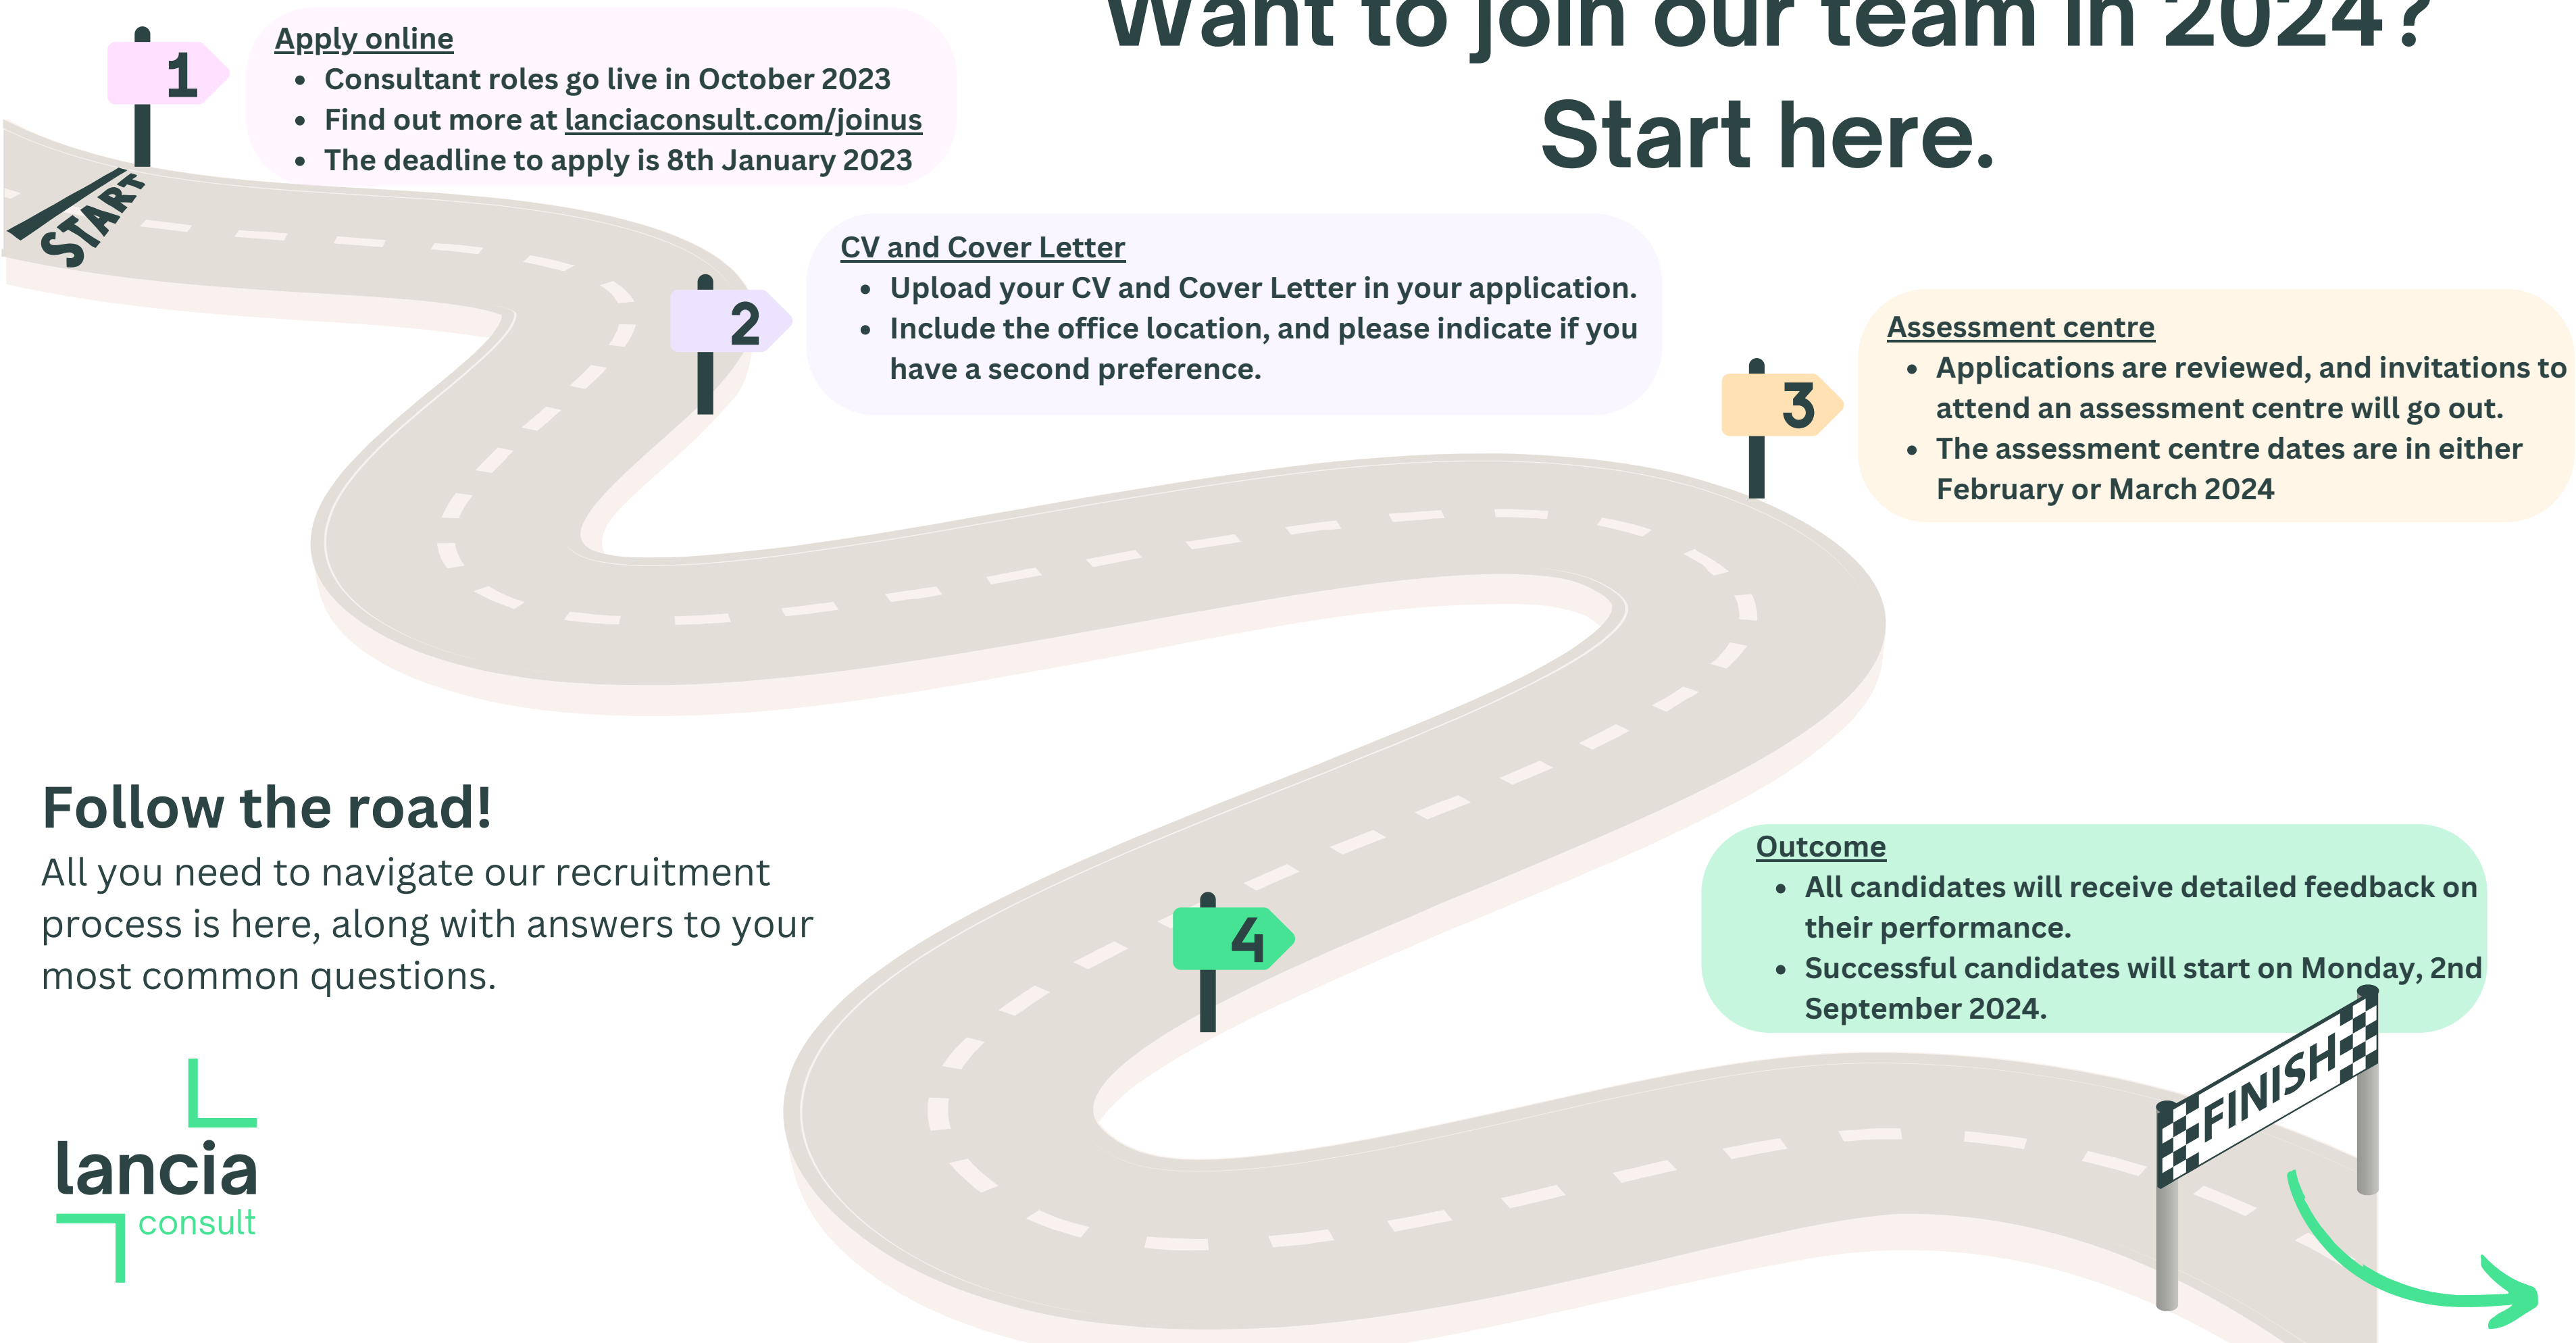 Want to join our team in 2024?
Start here.
1
Apply online
• Consultant roles go live in October 2023
• Find out more at lanciaconsult.com/joinus
• The deadline to apply is 8th January 2023
START
2
CV and Cover Letter
• Upload your CV and Cover Letter in your application.
• Include the office location, and please indicate if you
have a second preference.
3
Assessment centre
• Applications are reviewed, and invitations to
attend an assessment centre will go out.
• The assessment centre dates are in either
February or March 2024
Follow the road!
All you need to navigate our recruitment
process is here, along with answers to your
most common questions.
4
Outcome
• All candidates will receive detailed feedback on
their performance.
• Successful candidates will start on Monday, 2nd
September 2024.
FINISH
lancia
consult